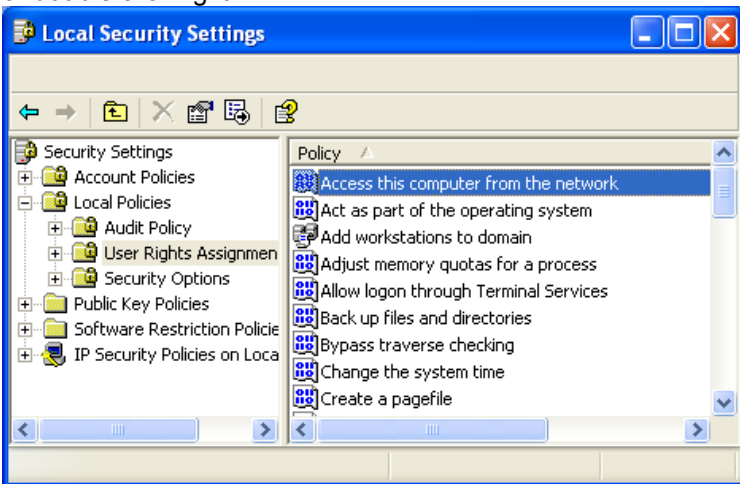 Local Security Settings
Security Settings
Account Policies
Local Policies
Audit Policy
User Rights Assignmen
Security Options
Public Key Policies
Software Restriction Policie
IP Security Policies on Loca
Policy
Access this computer from the network
Act as part of the operating system
Add workstations to domain
Adjust memory quotas for a process
Allow logon through Terminal Services
Back up files and directories
Bypass traverse checking
Change the system time
Create a pagefile